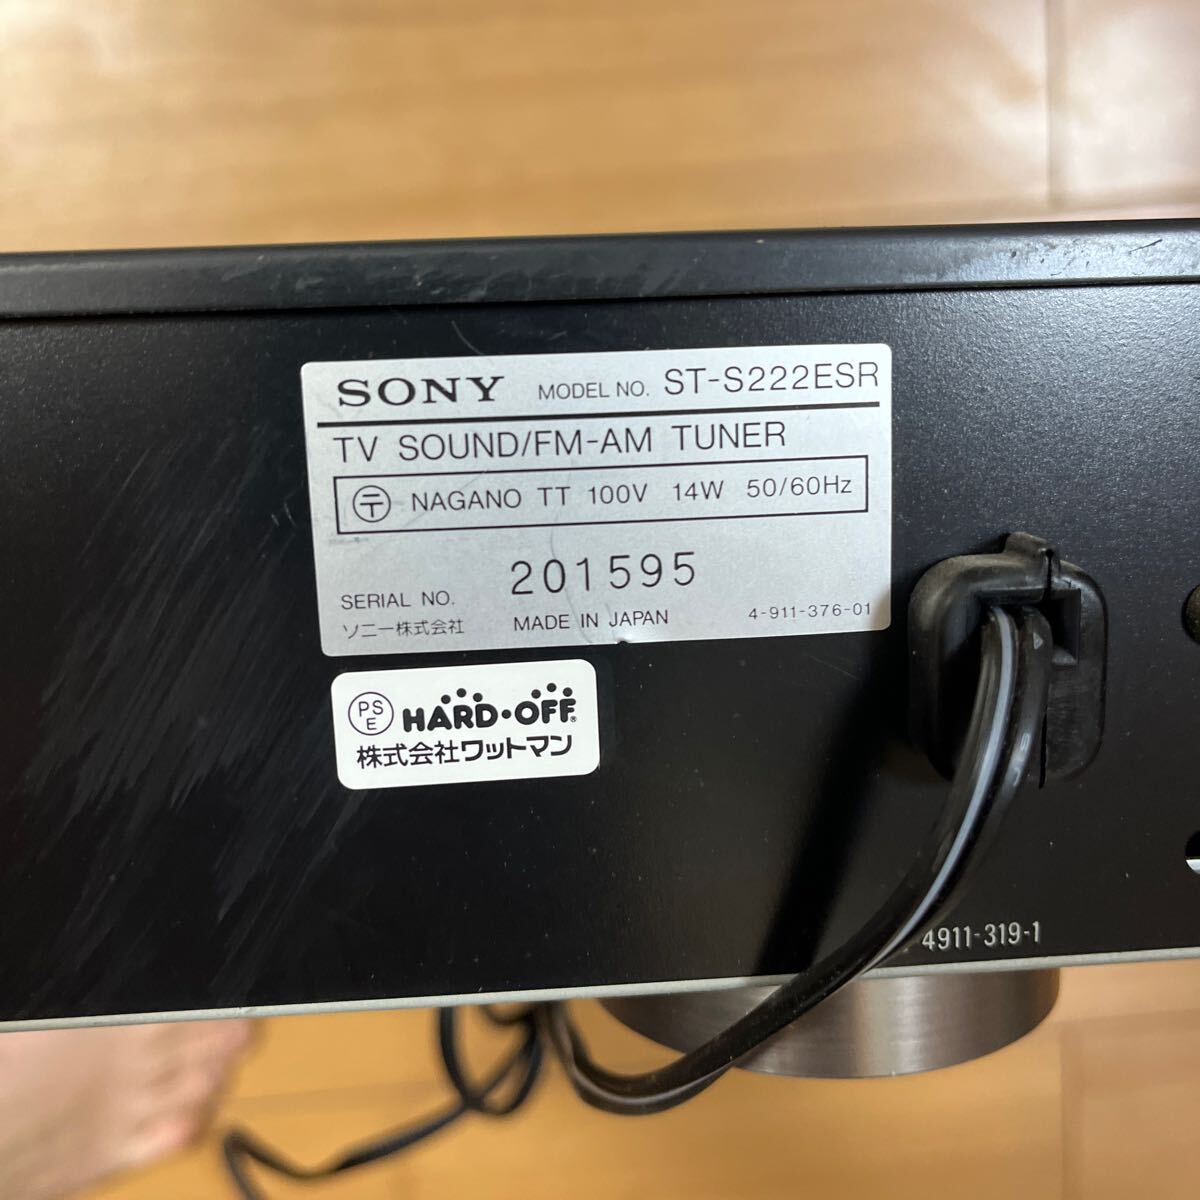 SONY MODEL NO. ST-S222ESR
TV SOUND/FM-AM TUNER
〒 NAGANO TT 100V 14W 50/60Hz
SERIAL NO. 201595
ソニー株式会社 MADE IN JAPAN 4-911-376-01
PSE HARD・OFF®
株式会社ワットマン
4911-319-1